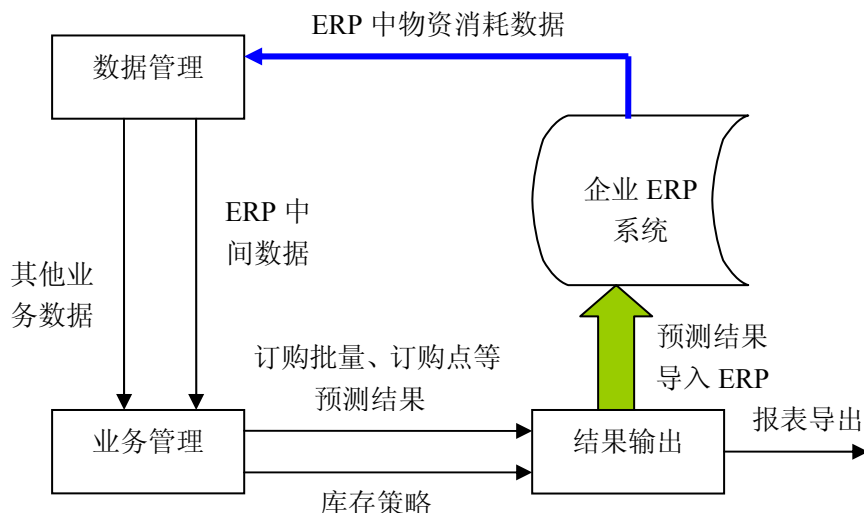 ERP 中物资消耗数据
数据管理
企业 ERP
系统
ERP 中
间数据
其他业
务数据
订购批量、订购点等
预测结果
预测结果
导入 ERP
业务管理
结果输出
报表导出
库存策略